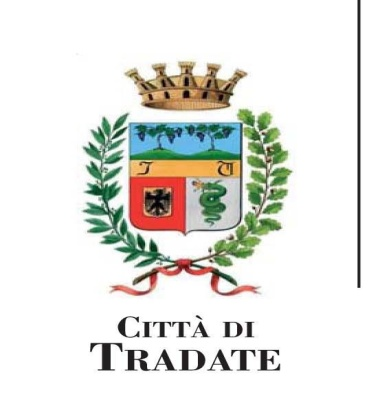 I U
CITTÀ DI
TRADATE